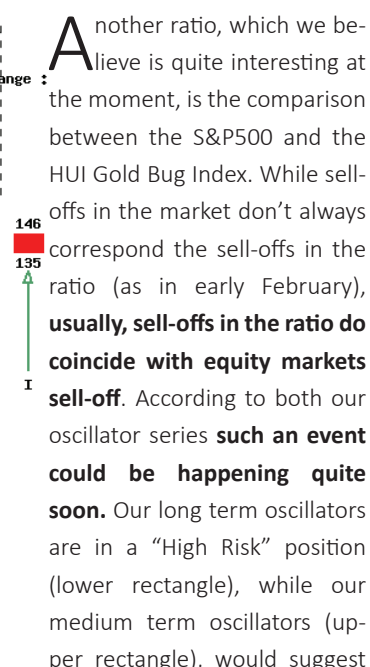 Another ratio, which we be-
lieve is quite interesting at
the moment, is the comparison
between the S&P500 and the
HUI Gold Bug Index. While sell-
offs in the market don’t always
correspond the sell-offs in the
ratio (as in early February),
usually, sell-offs in the ratio do
coincide with equity markets
sell-off. According to both our
oscillator series such an event
could be happening quite
soon. Our long term oscillators
are in a “High Risk” position
(lower rectangle), while our
medium term oscillators (up-
per rectangle), would suggest
ange :
146
135
I